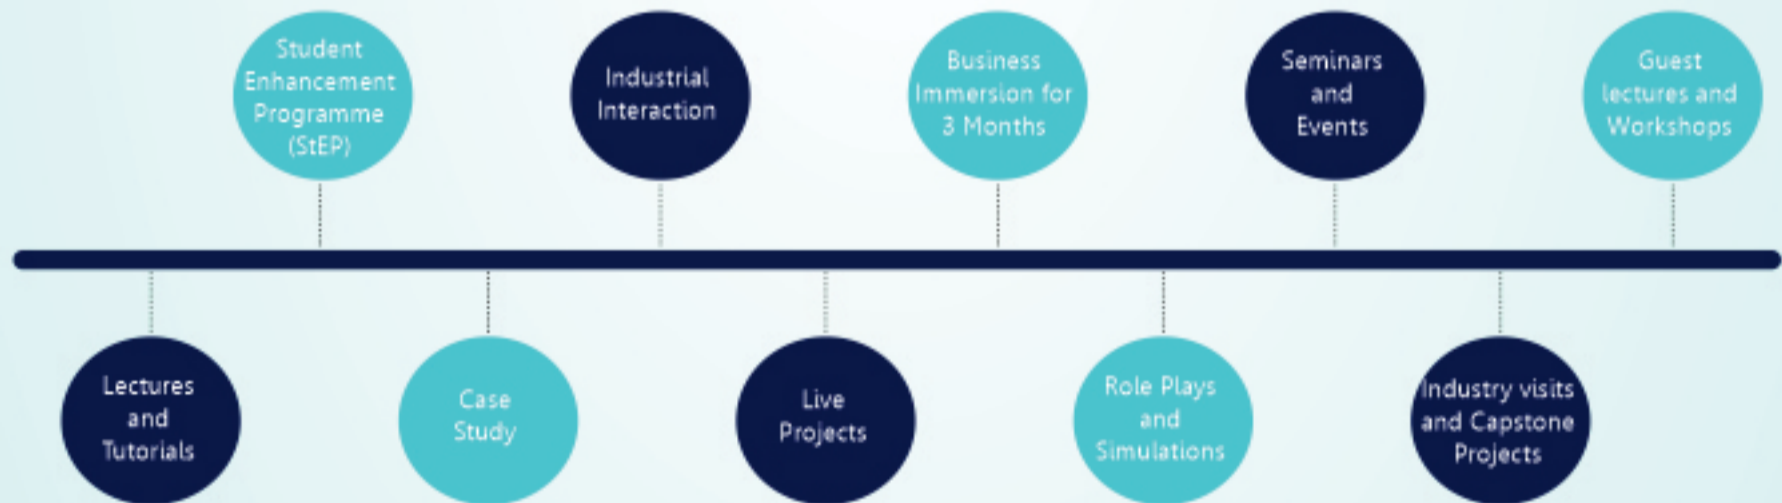 Student
Enhancement
Programme
(StEP)
Industrial
Interaction
Business
Immersion for
3 Months
Seminars
and
Events
Guest
lectures and
Workshops
Lectures
and
Tutorials
Case
Study
Live
Projects
Role Plays
and
Simulations
Industry visits
and Capstone
Projects